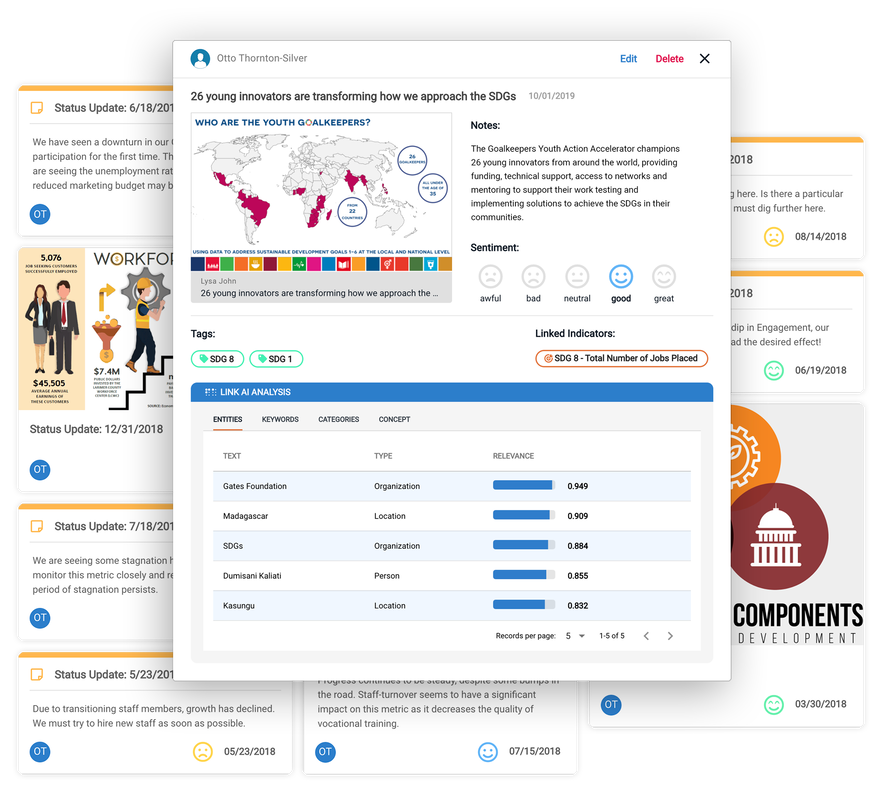 Otto Thornton-Silver
Edit Delete
26 young innovators are transforming how we approach the SDGs 10/01/2019
WHO ARE THE YOUTH GOALKEEPERS?
26
GOALKEEPERS
ALL UNDER
THE AGE OF
35
FROM
22
COUNTRIES
USING DATA TO ADDRESS SUSTAINABLE DEVELOPMENT GOALS 1-6 AT THE LOCAL AND NATIONAL LEVEL
Lysa John
26 young innovators are transforming how we approach the ...
Notes:
The Goalkeepers Youth Action Accelerator champions
26 young innovators from around the world, providing
funding, technical support, access to networks and
mentoring to support their work testing and
implementing solutions to achieve the SDGs in their
communities.
Sentiment:
awful bad neutral good great
Tags:
SDG 8 SDG 1
Linked Indicators:
SDG 8 - Total Number of Jobs Placed
LINK AI ANALYSIS
ENTITIES KEYWORDS CATEGORIES CONCEPT
TEXT TYPE RELEVANCE
Gates Foundation Organization 0.949
Madagascar Location 0.909
SDGs Organization 0.884
Dumisani Kaliati Person 0.855
Kasungu Location 0.832
Records per page: 5 1-5 of 5
Status Update: 6/18/201
We have seen a downturn in our
participation for the first time. Th
are seeing the unemployment rat
reduced marketing budget may b
OT
5,076
JOB SEEKING CUSTOMERS
SUCCESSFULLY EMPLOYED
WORKFOR
$45,505
AVERAGE ANNUAL
EARNINGS OF
THESE CUSTOMERS
$7.4M
PUBLIC DOLLARS
INVESTED BY THE
LARIMER COUNTY
WORKFORCE
CENTER (LCWC)
Status Update: 12/31/2018
OT
Status Update: 7/18/201
We are seeing some stagnation h
monitor this metric closely and re
period of stagnation persists.
OT
Status Update: 5/23/201
Due to transitioning staff members, growth has declined.
We must try to hire new staff as soon as possible.
OT 05/23/2018
Progress continues to be steady, despite some bumps in
the road. Staff-turnover seems to have a significant
impact on this metric as it decreases the quality of
vocational training.
OT 07/15/2018
2018
g here. Is there a particular
must dig further here.
08/14/2018
2018
dip in Engagement, our
ad the desired effect!
06/19/2018
COMPONENTS
DEVELOPMENT
OT 03/30/2018